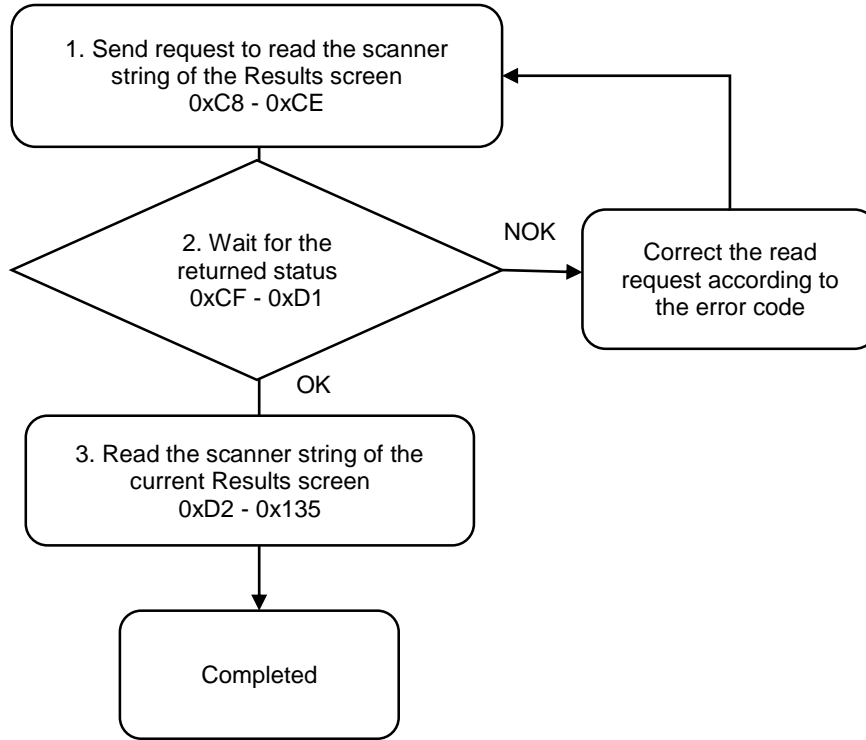 1. Send request to read the scanner
string of the Results screen
0xC8 - 0xCE
2. Wait for the
returned status
0xCF - 0xD1
NOK
Correct the read
request according to
the error code
OK
3. Read the scanner string of the
current Results screen
0xD2 - 0x135
Completed